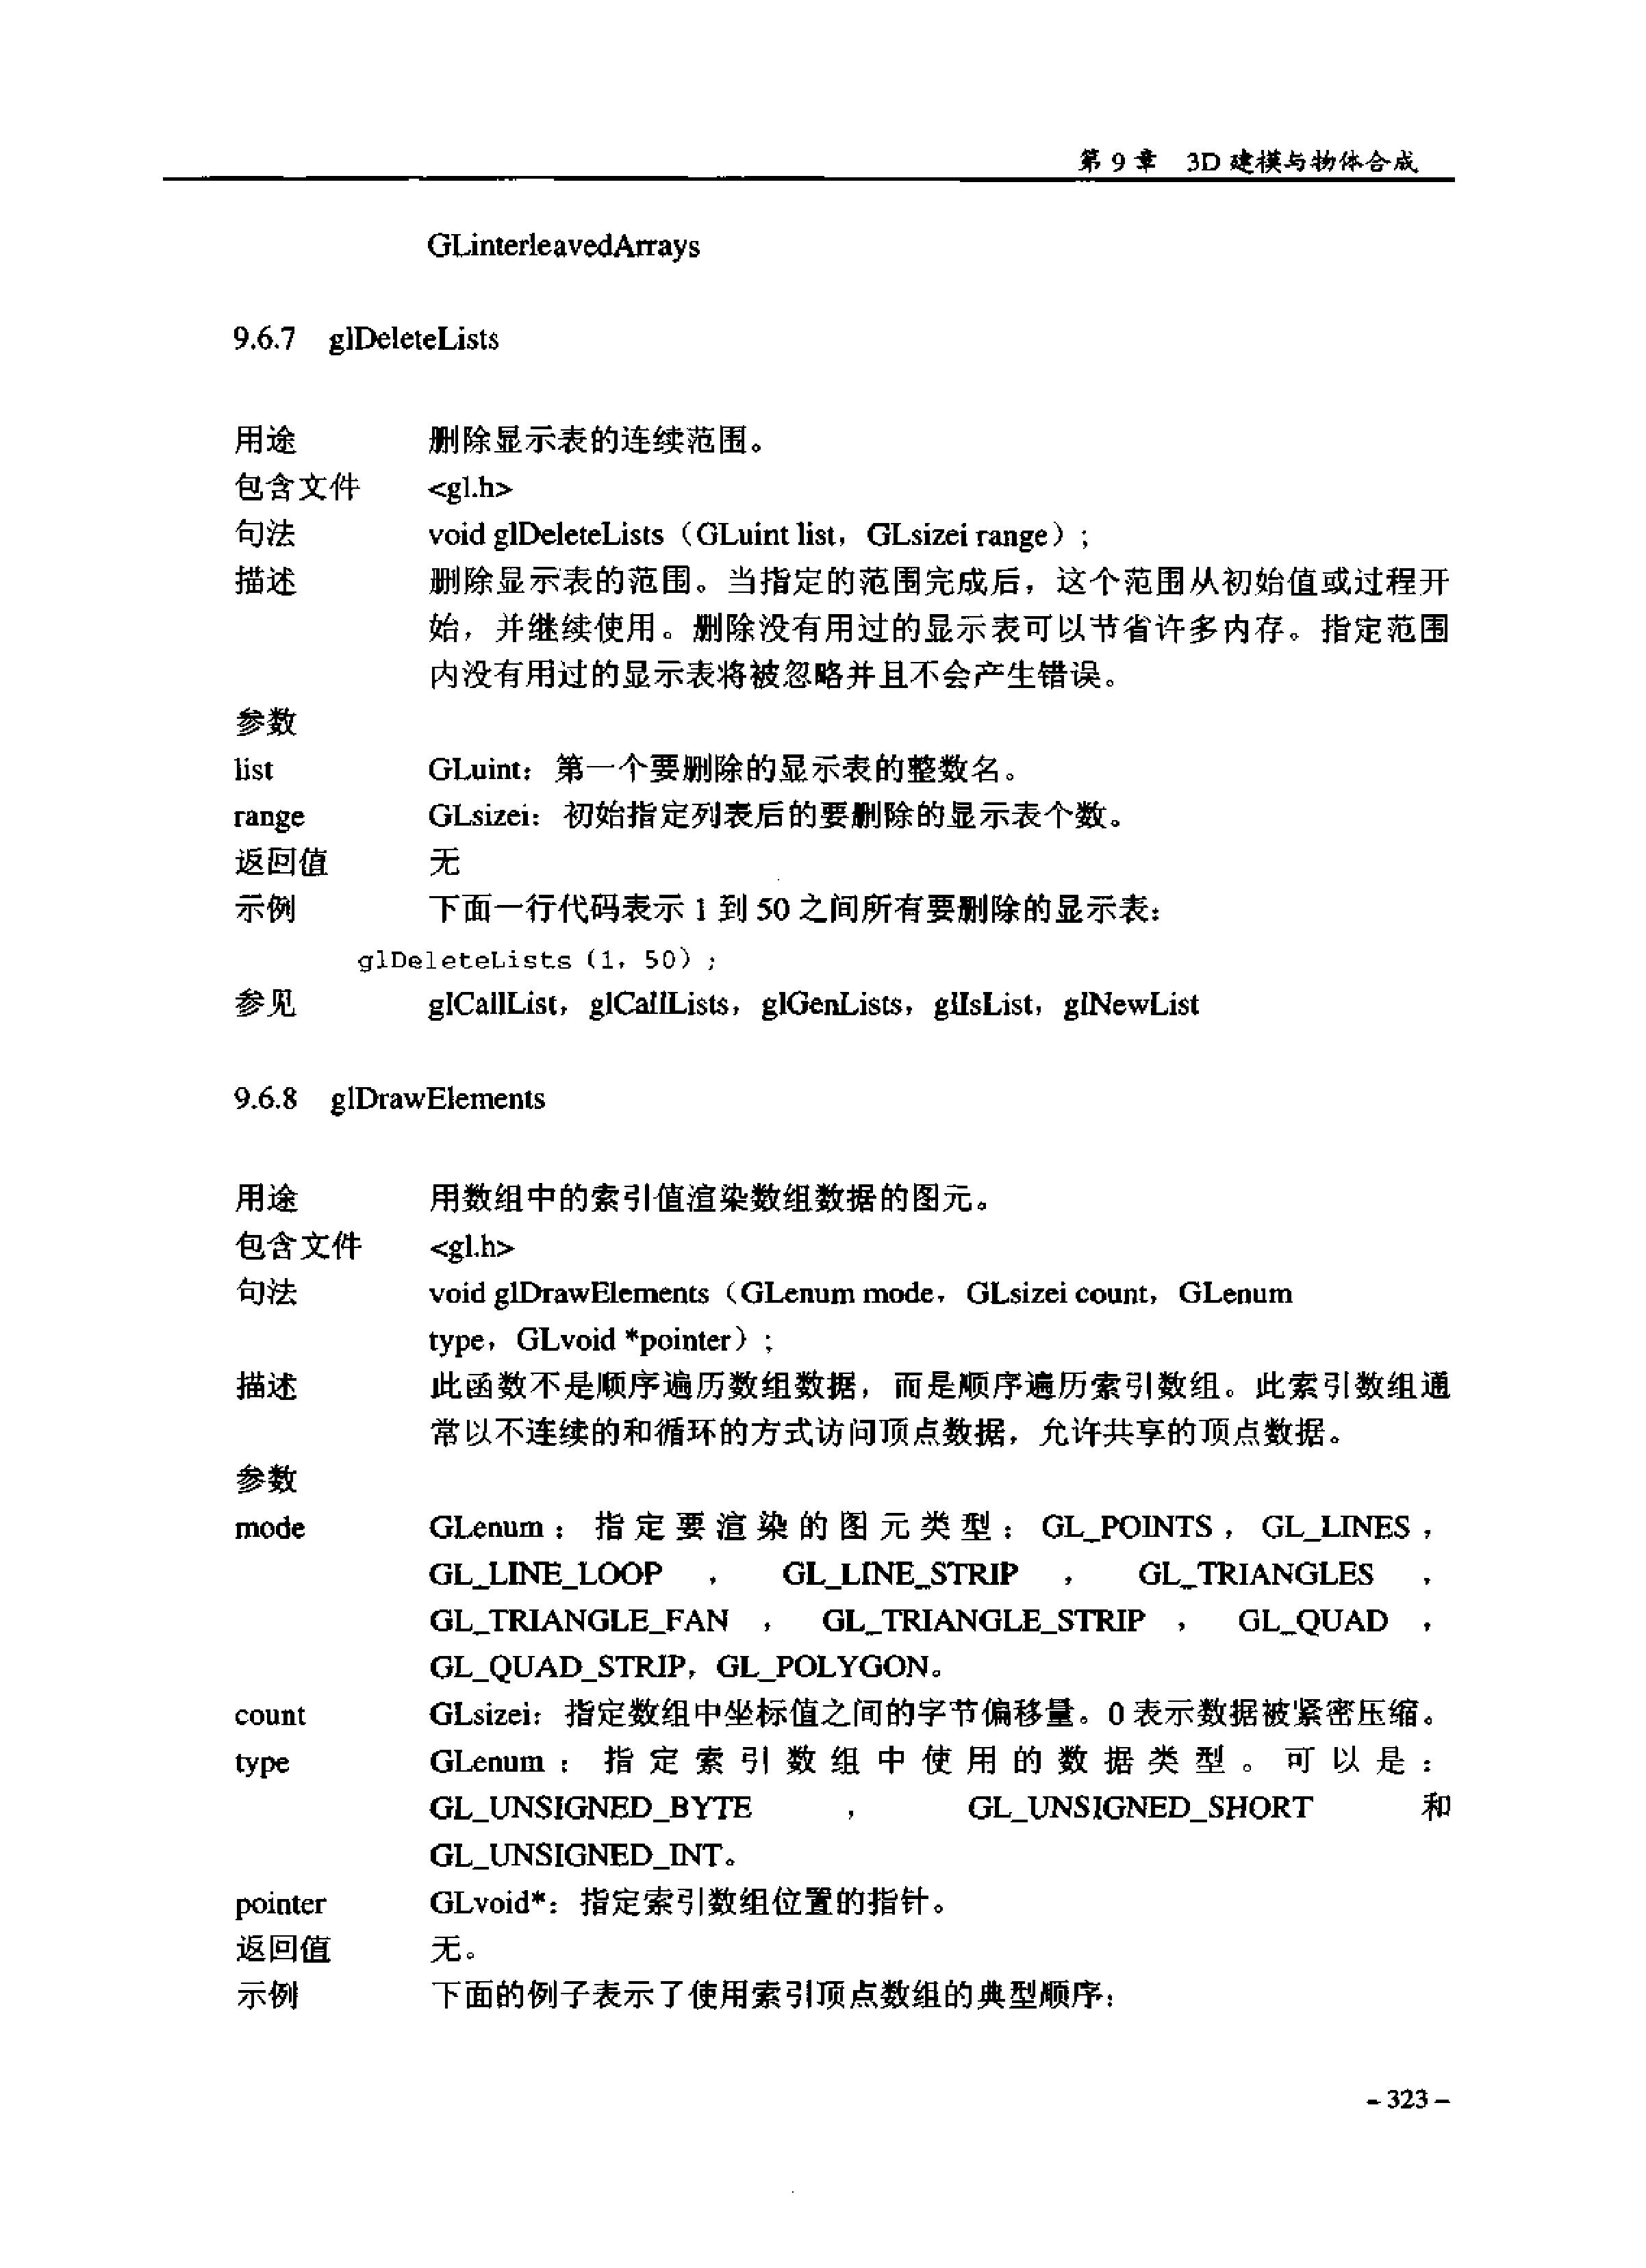 第 9 章 3D 建模与物体合成
GLinterleavedArrays
9.6.7 glDeleteLists
用途 删除显示表的连续范围。
包含文件 <gl.h>
句法 void glDeleteLists（GLuint list，GLsizei range）;
描述 删除显示表的范围。当指定的范围完成后，这个范围从初始值或过程开
始，并继续使用。删除没有用过的显示表可以节省许多内存。指定范围
内没有用过的显示表将被忽略并且不会产生错误。
参数
list GLuint：第一个要删除的显示表的整数名。
range GLsizei：初始指定列表后的要删除的显示表个数。
返回值 无
示例 下面一行代码表示 1 到 50 之间所有要删除的显示表：
glDeleteLists（1，50）;
参见 glCallList，glCallLists，glGenLists，glIsList，glNewList
9.6.8 glDrawElements
用途 用数组中的索引值渲染数组数据的图元。
包含文件 <gl.h>
句法 void glDrawElements（GLenum mode，GLsizei count，GLenum
type，GLvoid *pointer）;
描述 此函数不是顺序遍历数组数据，而是顺序遍历索引数组。此索引数组通
常以不连续的和循环的方式访问顶点数据，允许共享的顶点数据。
参数
mode GLenum：指定要渲染的图元类型：GL_POINTS，GL_LINES，
GL_LINE_LOOP，GL_LINE_STRIP，GL_TRIANGLES，
GL_TRIANGLE_FAN，GL_TRIANGLE_STRIP，GL_QUAD，
GL_QUAD_STRIP，GL_POLYGON。
count GLsizei：指定数组中坐标值之间的字节偏移量。0 表示数据被紧密压缩。
type GLenum：指定索引数组中使用的数据类型。可以是：
GL_UNSIGNED_BYTE，GL_UNSIGNED_SHORT 和
GL_UNSIGNED_INT。
pointer GLvoid*：指定索引数组位置的指针。
返回值 无。
示例 下面的例子表示了使用索引顶点数组的典型顺序：
- 323 -